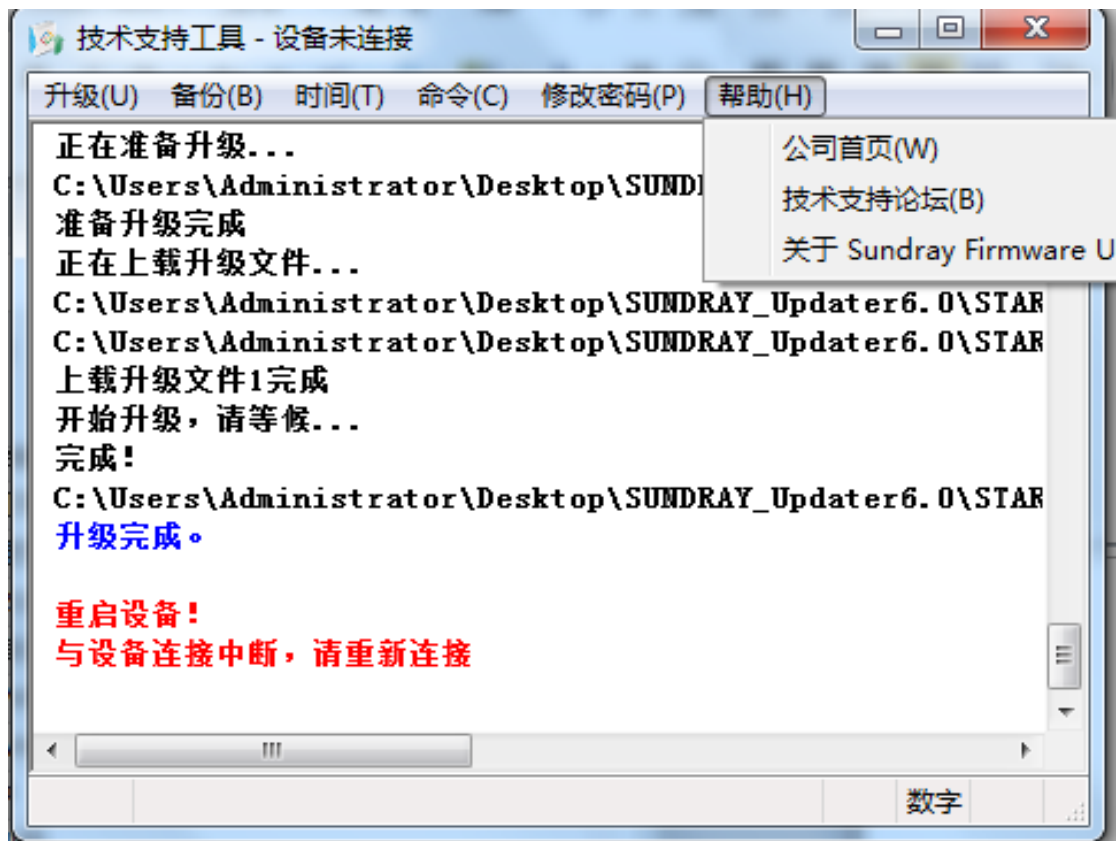 技术支持工具 - 设备未连接
升级(U) 备份(B) 时间(T) 命令(C) 修改密码(P) 帮助(H)
公司首页(W)
技术支持论坛(B)
关于 Sundray Firmware U
正在准备升级...
C:\Users\Administrator\Desktop\SUND
准备升级完成
正在上载升级文件...
C:\Users\Administrator\Desktop\SUNDRAY_Updater6.0\STAR
C:\Users\Administrator\Desktop\SUNDRAY_Updater6.0\STAR
上载升级文件1完成
开始升级，请等候...
完成！
C:\Users\Administrator\Desktop\SUNDRAY_Updater6.0\STAR
升级完成。
重启设备！
与设备连接中断，请重新连接
数字